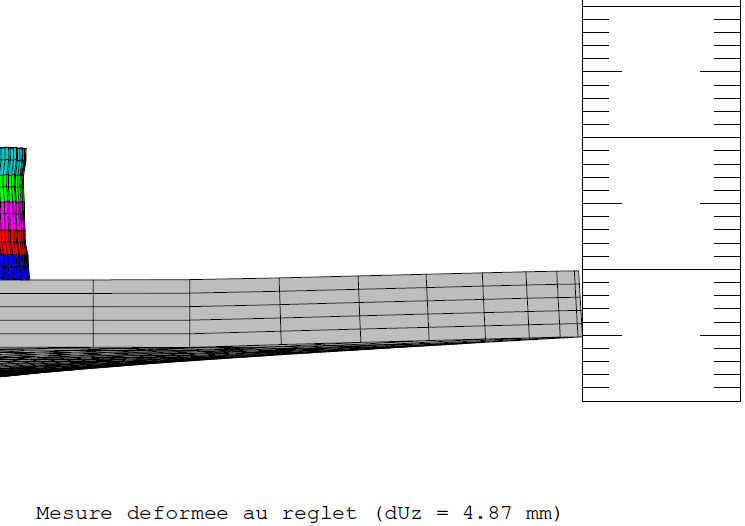 Mesure deformee au reglet (dUz = 4.87 mm)